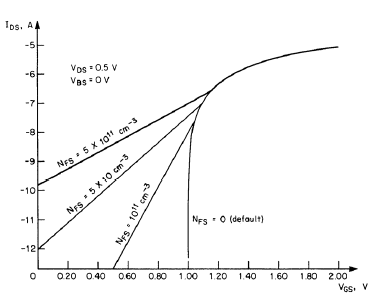 I_DS, A
-5
V_DS = 0.5 V
V_BS = 0 V
-6
-7
-8
-9
-10
-11
-12
N_FS = 5 X 10^11 cm^-3
N_FS = 5 X 10 cm^-3
N_FS = 10^11 cm^-3
N_FS = 0 (default)
0 0.20 0.40 0.60 0.80 1.00 1.20 1.40 1.60 1.80 2.00
V_GS, V